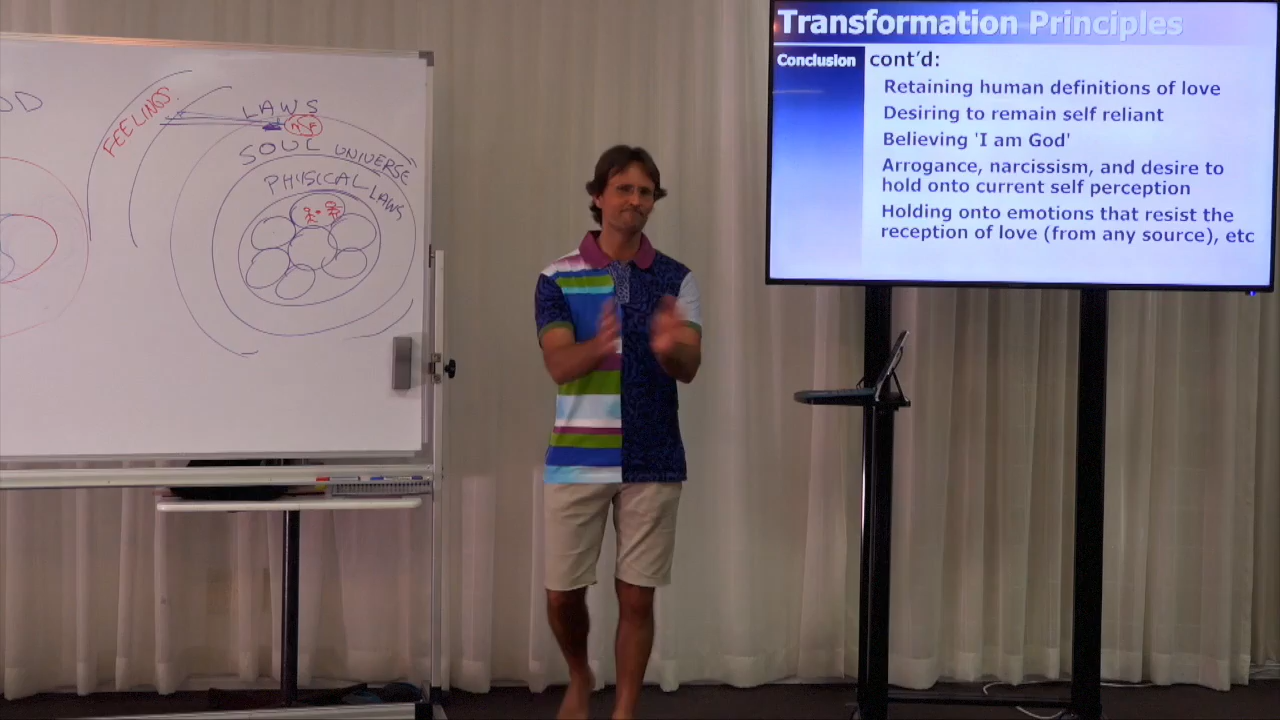 FEELINGS
LAWS
SOUL UNIVERSE
PHYSICAL LAWS
Transformation Principles
Conclusion
cont'd:
Retaining human definitions of love
Desiring to remain self reliant
Believing 'I am God'
Arrogance, narcissism, and desire to
hold onto current self perception
Holding onto emotions that resist the
reception of love (from any source), etc